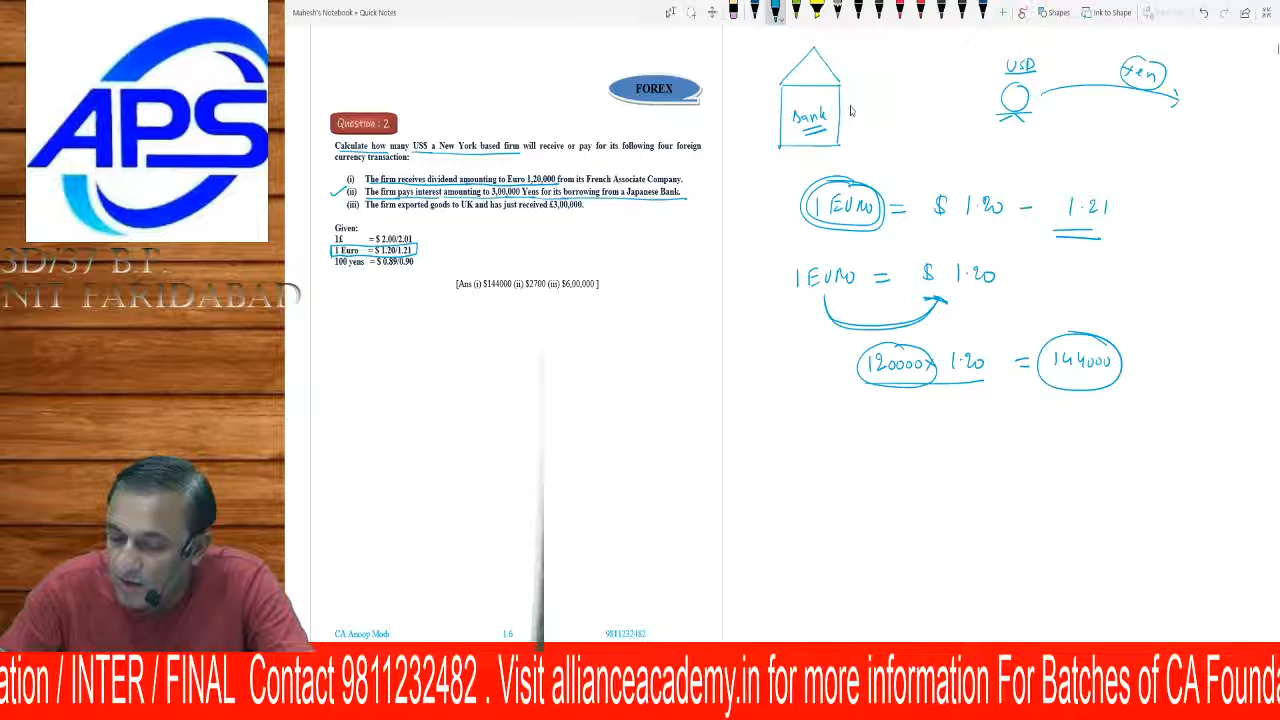 Mahesh's Notebook + Quick Notes
Shapes
Ink to Shape
APS
3D/37 B.P.
NIT FARIDABAD
FOREX
Question : 2
Calculate how many US$ a New York based firm will receive or pay for its following four foreign
currency transaction:
(i) The firm receives dividend amounting to Euro 1,20,000 from its French Associate Company.
(ii) The firm pays interest amounting to 3,00,000 Yens for its borrowing from a Japanese Bank.
(iii) The firm exported goods to UK and has just received £3,00,000.
Given:
1£ = $ 2.00/2.01
1 Euro = $ 1.20/1.21
100 yens = $ 0.89/0.90
[Ans (i) $144000 (ii) $2700 (iii) $6,00,000 ]
CA Anoop Modi 1.6 9811232482
Bank
USD
Yen
1 EURO = $ 1.20 - 1.21
1 EURO = $ 1.20
120000 x 1.20 = 144000
ation / INTER / FINAL Contact 9811232482 . Visit allianceacademy.in for more information For Batches of CA Founda